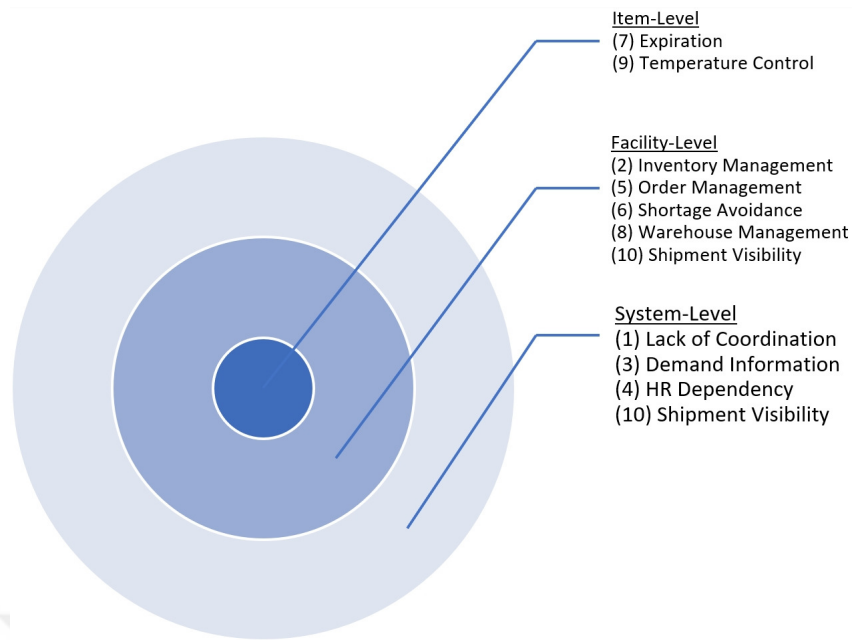 Item-Level
(7) Expiration
(9) Temperature Control
Facility-Level
(2) Inventory Management
(5) Order Management
(6) Shortage Avoidance
(8) Warehouse Management
(10) Shipment Visibility
System-Level
(1) Lack of Coordination
(3) Demand Information
(4) HR Dependency
(10) Shipment Visibility